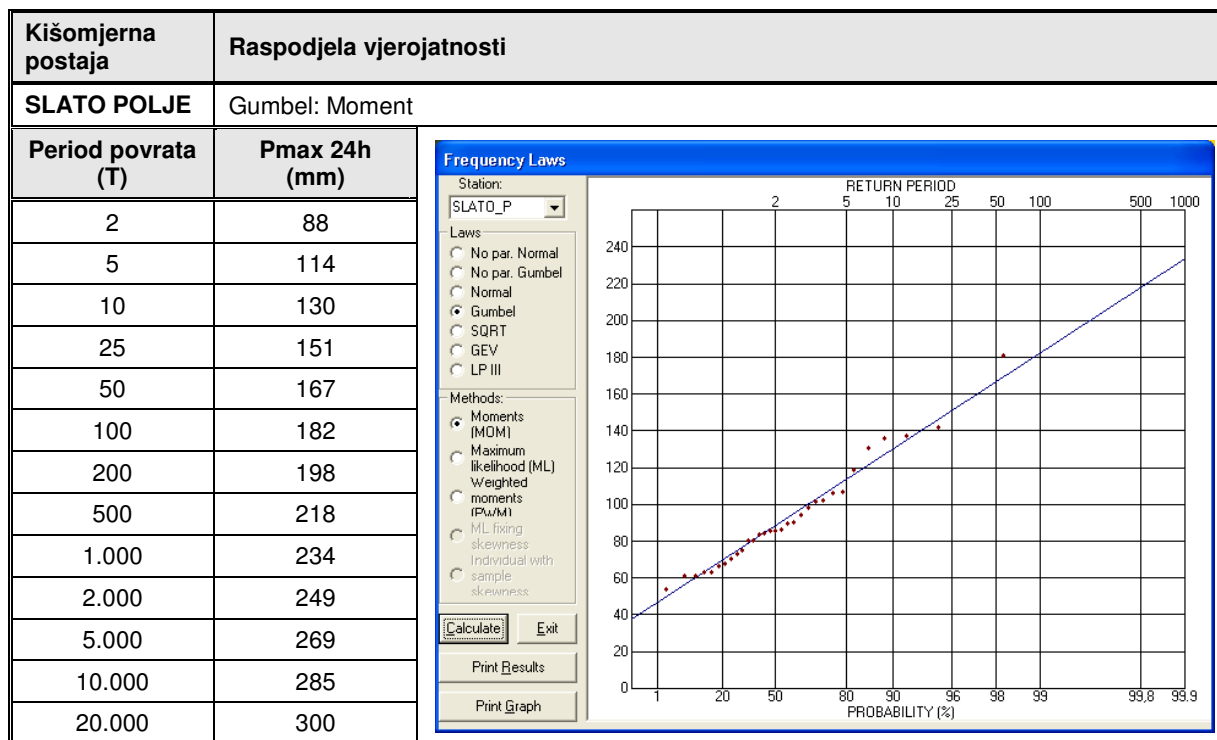 Kišomjerna
postaja
Raspodjela vjerojatnosti
SLATO POLJE
Gumbel: Moment
Period povrata
(T)
Pmax 24h
(mm)
2 88
5 114
10 130
25 151
50 167
100 182
200 198
500 218
1.000 234
2.000 249
5.000 269
10.000 285
20.000 300
Frequency Laws
Station:
SLATO_P
Laws
No par. Normal
No par. Gumbel
Normal
Gumbel
SQRT
GEV
LP III
Methods:
Moments
(MOM)
Maximum
likelihood (ML)
Weighted
moments
(PWM)
ML fixing
skewness
Individual with
sample
skewness
Calculate
Exit
Print Results
Print Graph
RETURN PERIOD
2 5 10 25 50 100 500 1000
240
220
200
180
160
140
120
100
80
60
40
20
0
1 20 50 80 90 96 98 99 99,8 99.9
PROBABILITY (%)